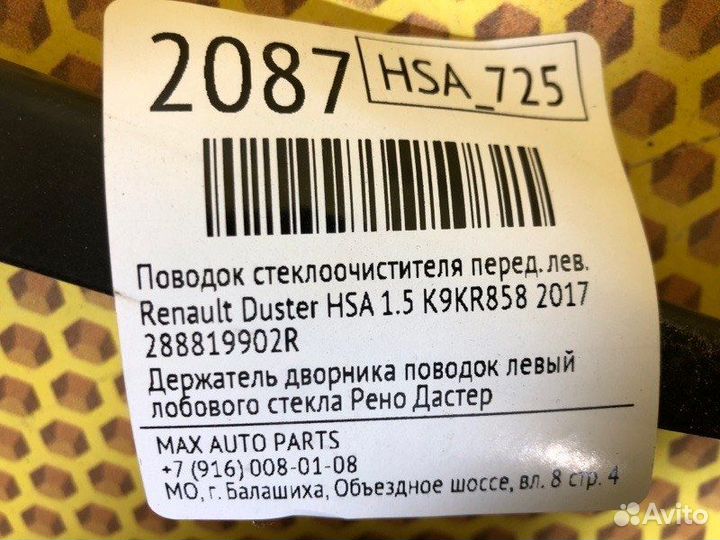 2087 HSA_725
Поводок стеклоочистителя перед. лев.
Renault Duster HSA 1.5 K9KR858 2017
288819902R
Держатель дворника поводок левый
лобового стекла Рено Дастер
MAX AUTO PARTS
+7 (916) 008-01-08
МО, г. Балашиха, Объездное шоссе, вл. 8 стр. 4
Avito